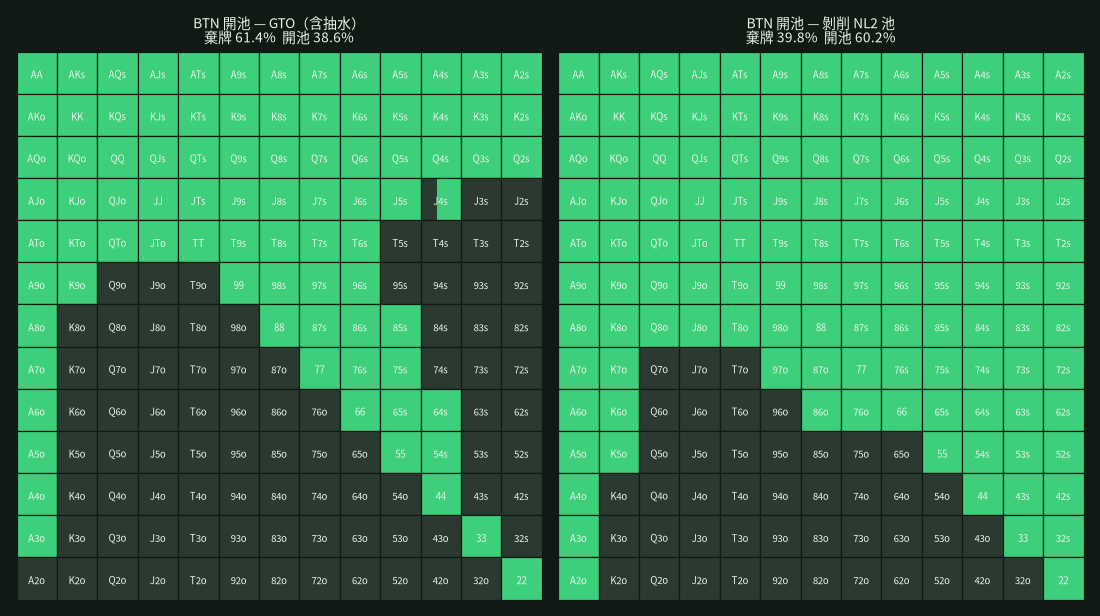 BTN 開池 — GTO（含抽水）
棄牌 61.4% 開池 38.6%
AA AKs AQs AJs ATs A9s A8s A7s A6s A5s A4s A3s A2s
AKo KK KQs KJs KTs K9s K8s K7s K6s K5s K4s K3s K2s
AQo KQo QQ QJs QTs Q9s Q8s Q7s Q6s Q5s Q4s Q3s Q2s
AJo KJo QJo JJ JTs J9s J8s J7s J6s J5s J4s J3s J2s
ATo KTo QTo JTo TT T9s T8s T7s T6s T5s T4s T3s T2s
A9o K9o Q9o J9o T9o 99 98s 97s 96s 95s 94s 93s 92s
A8o K8o Q8o J8o T8o 98o 88 87s 86s 85s 84s 83s 82s
A7o K7o Q7o J7o T7o 97o 87o 77 76s 75s 74s 73s 72s
A6o K6o Q6o J6o T6o 96o 86o 76o 66 65s 64s 63s 62s
A5o K5o Q5o J5o T5o 95o 85o 75o 65o 55 54s 53s 52s
A4o K4o Q4o J4o T4o 94o 84o 74o 64o 54o 44 43s 42s
A3o K3o Q3o J3o T3o 93o 83o 73o 63o 53o 43o 33 32s
A2o K2o Q2o J2o T2o 92o 82o 72o 62o 52o 42o 32o 22
BTN 開池 — 剝削 NL2 池
棄牌 39.8% 開池 60.2%
AA AKs AQs AJs ATs A9s A8s A7s A6s A5s A4s A3s A2s
AKo KK KQs KJs KTs K9s K8s K7s K6s K5s K4s K3s K2s
AQo KQo QQ QJs QTs Q9s Q8s Q7s Q6s Q5s Q4s Q3s Q2s
AJo KJo QJo JJ JTs J9s J8s J7s J6s J5s J4s J3s J2s
ATo KTo QTo JTo TT T9s T8s T7s T6s T5s T4s T3s T2s
A9o K9o Q9o J9o T9o 99 98s 97s 96s 95s 94s 93s 92s
A8o K8o Q8o J8o T8o 98o 88 87s 86s 85s 84s 83s 82s
A7o K7o Q7o J7o T7o 97o 87o 77 76s 75s 74s 73s 72s
A6o K6o Q6o J6o T6o 96o 86o 76o 66 65s 64s 63s 62s
A5o K5o Q5o J5o T5o 95o 85o 75o 65o 55 54s 53s 52s
A4o K4o Q4o J4o T4o 94o 84o 74o 64o 54o 44 43s 42s
A3o K3o Q3o J3o T3o 93o 83o 73o 63o 53o 43o 33 32s
A2o K2o Q2o J2o T2o 92o 82o 72o 62o 52o 42o 32o 22